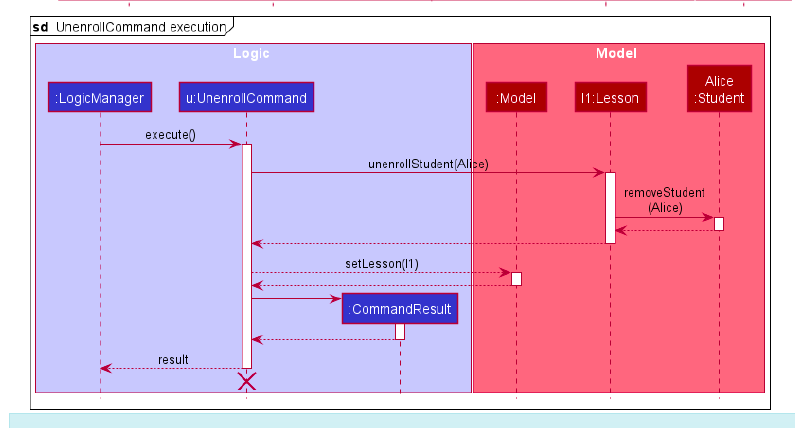 sd UnenrollCommand execution
Logic
Model
:LogicManager
u:UnenrollCommand
:Model
l1:Lesson
Alice
:Student
execute()
unenrollStudent(Alice)
removeStudent
(Alice)
setLesson(l1)
:CommandResult
result